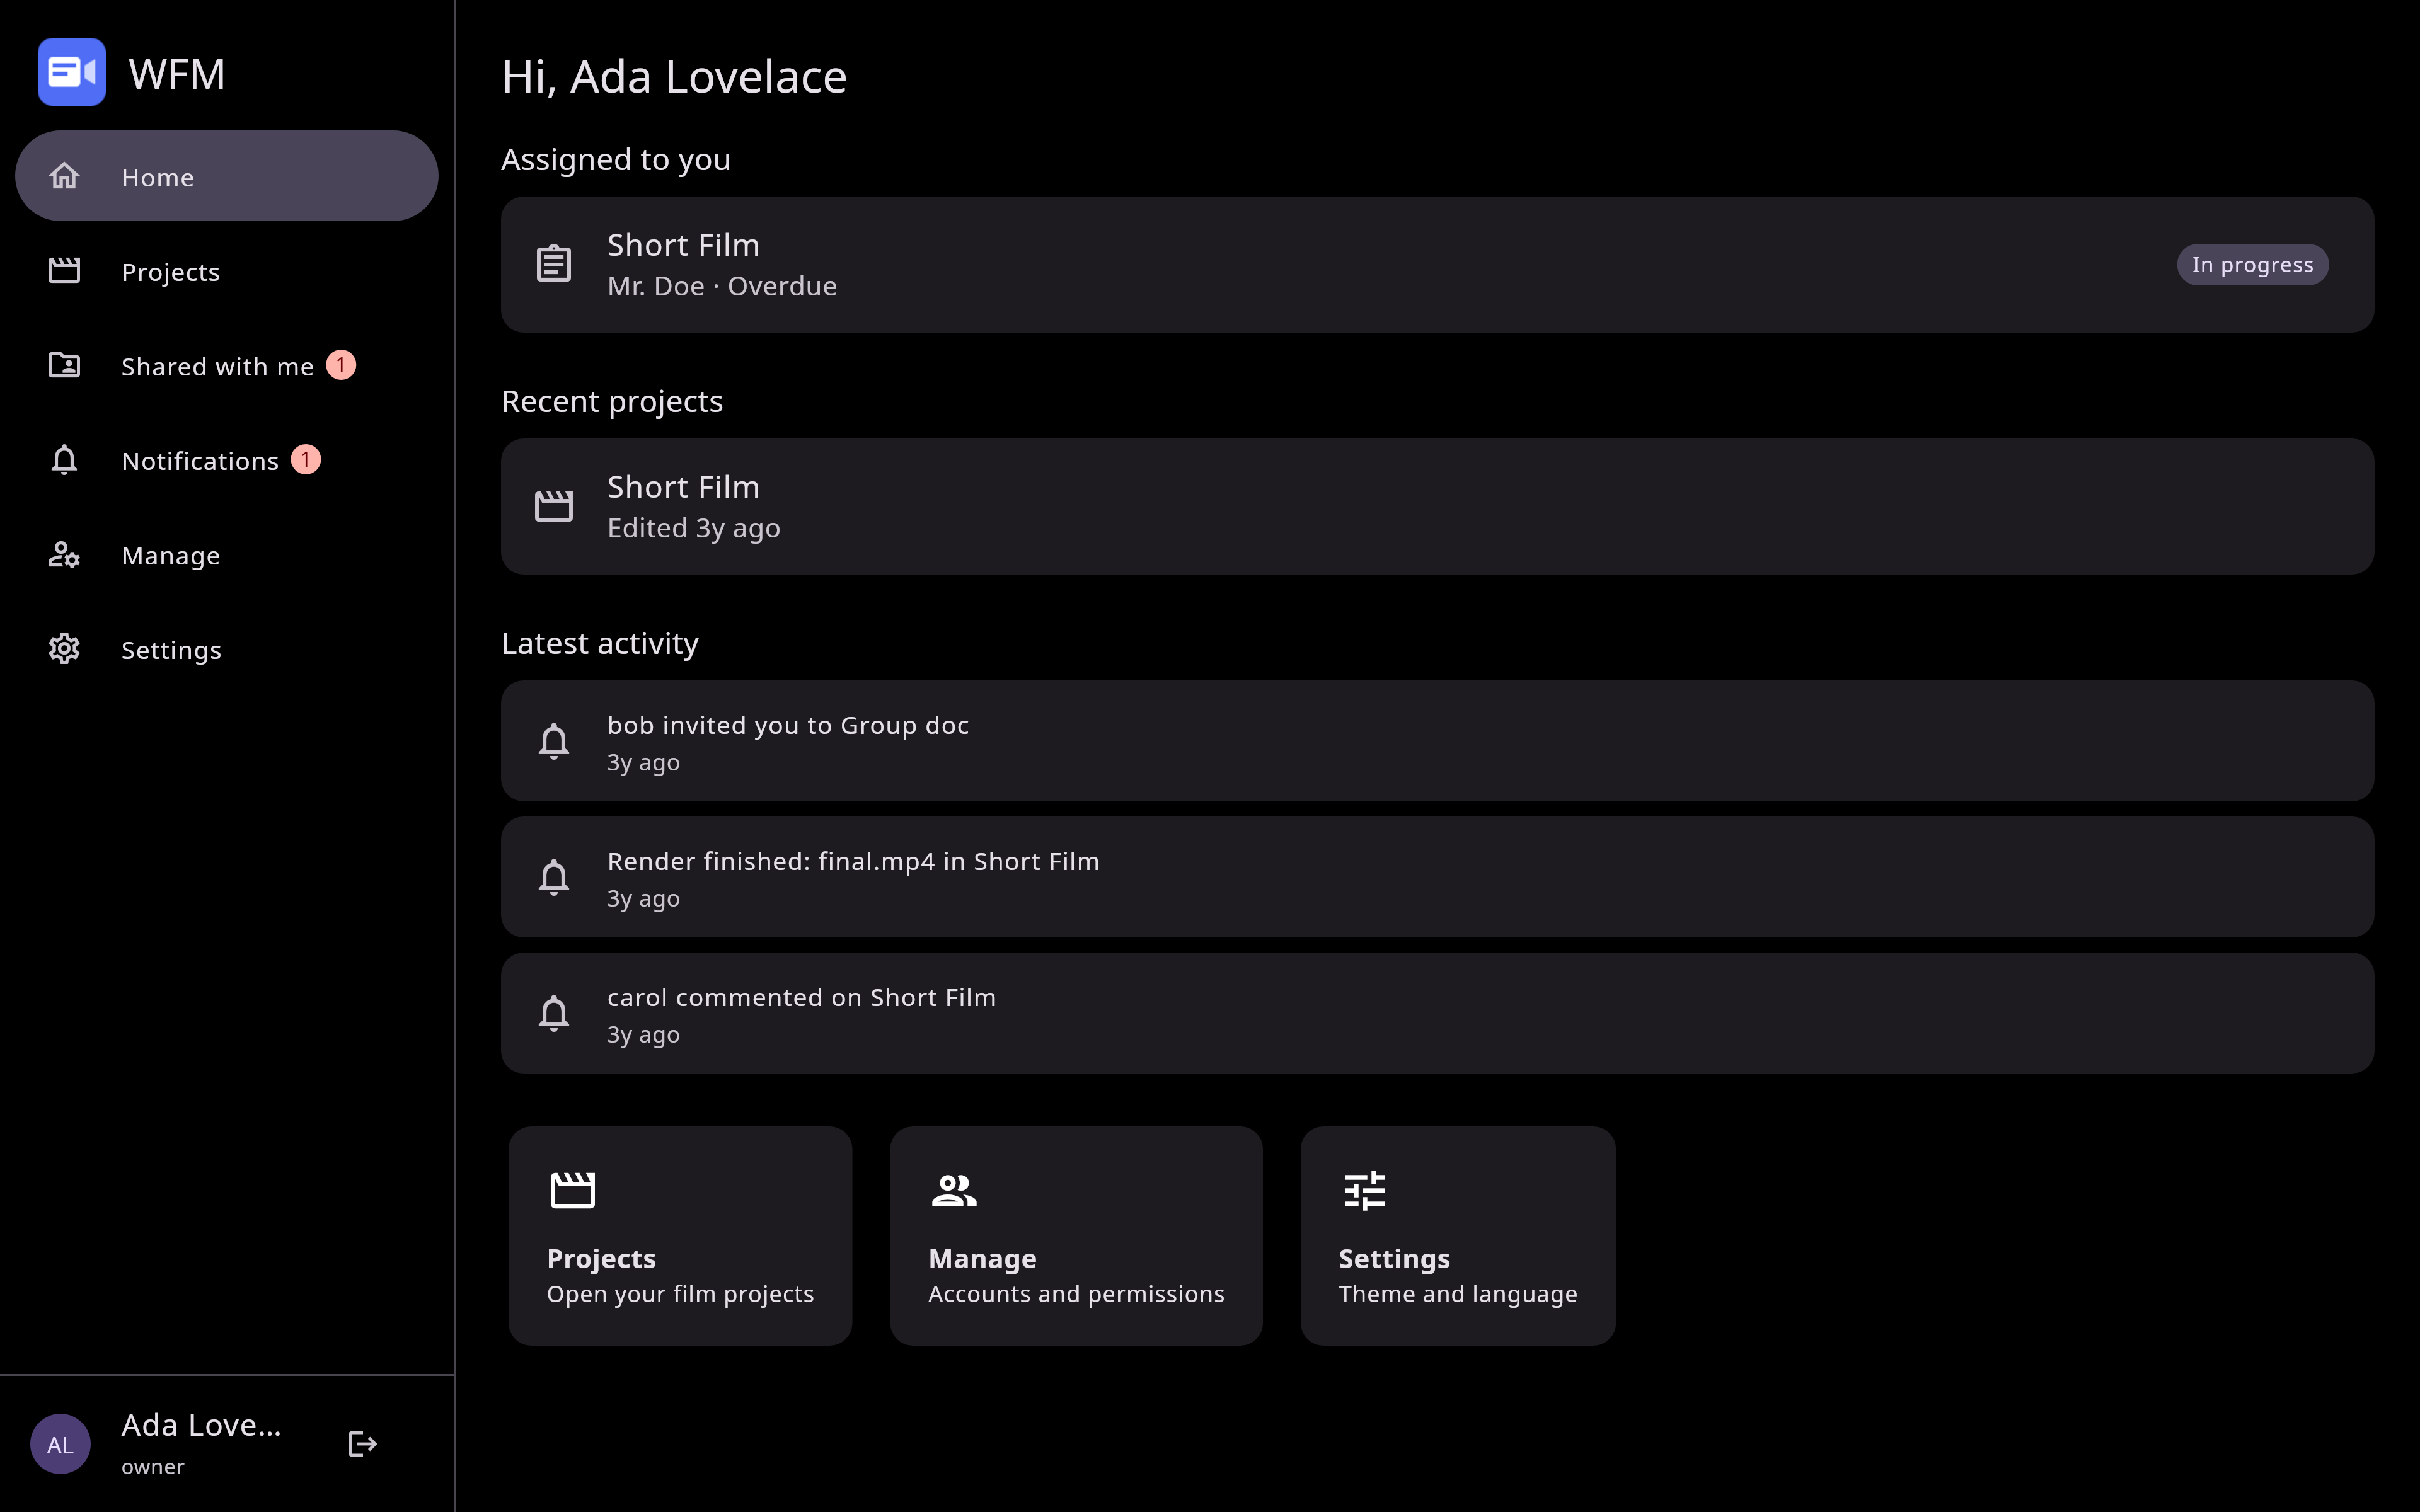 WFM
Home
Projects
Shared with me 1
Notifications 1
Manage
Settings
Ada Love...
AL
owner
Hi, Ada Lovelace
Assigned to you
Short Film
Mr. Doe · Overdue
In progress
Recent projects
Short Film
Edited 3y ago
Latest activity
bob invited you to Group doc
3y ago
Render finished: final.mp4 in Short Film
3y ago
carol commented on Short Film
3y ago
Projects
Open your film projects
Manage
Accounts and permissions
Settings
Theme and language